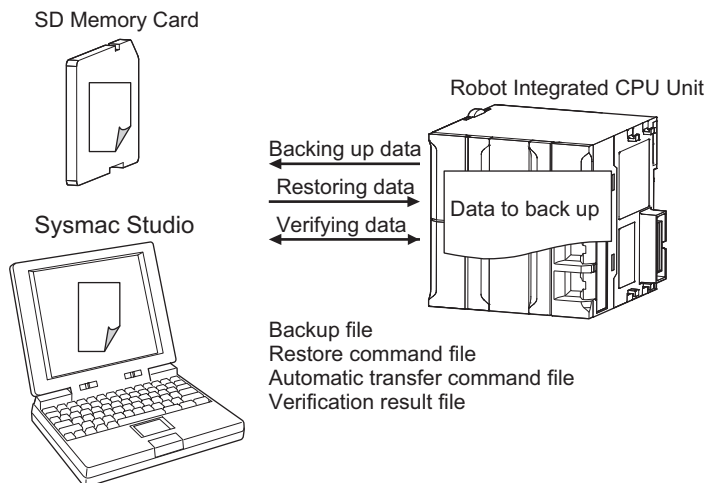 SD Memory Card
Robot Integrated CPU Unit
Backing up data
Restoring data
Verifying data
Data to back up
Sysmac Studio
Backup file
Restore command file
Automatic transfer command file
Verification result file